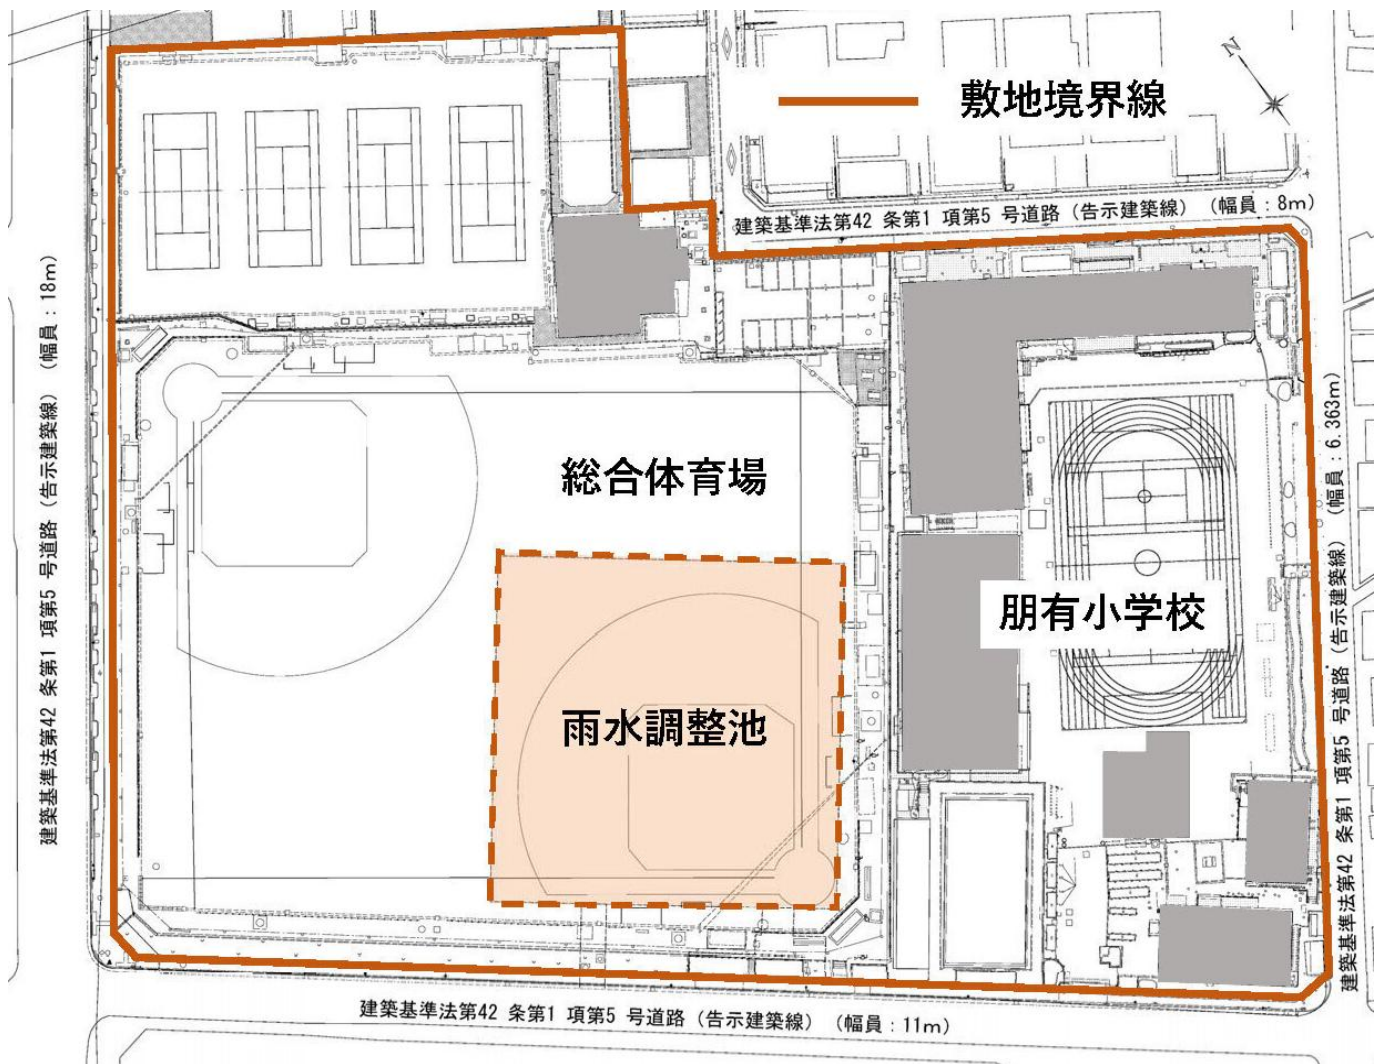 N
敷地境界線
建築基準法第42 条第1 項第5 号道路（告示建築線）（幅員：8m）
建築基準法第42 条第1 項第5 号道路（告示建築線）（幅員：18m）
総合体育場
朋有小学校
雨水調整池
建築基準法第42 条第1 項第5 号道路（告示建築線）（幅員：6.363m）
建築基準法第42 条第1 項第5 号道路（告示建築線）（幅員：11m）